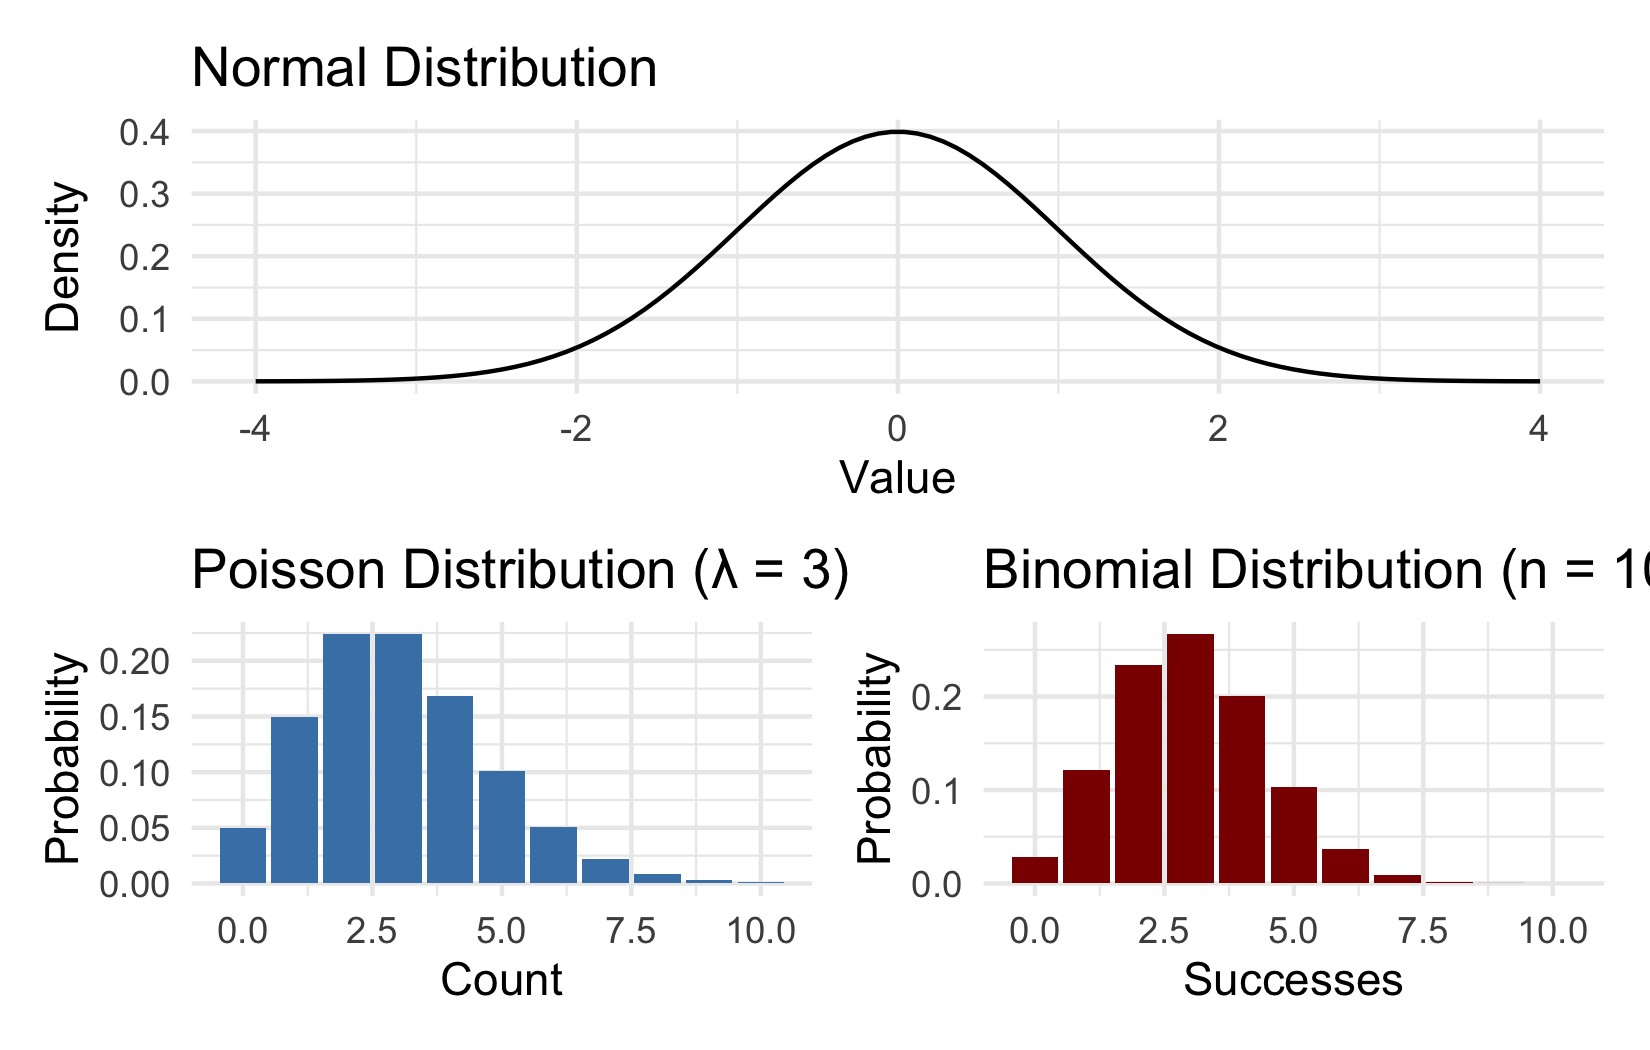 Normal Distribution
0.4
0.3
0.2
0.1
0.0
Density
-4 -2 0 2 4
Value
Poisson Distribution (λ = 3)
0.20
0.15
0.10
0.05
0.00
Probability
0.0 2.5 5.0 7.5 10.0
Count
Binomial Distribution (n = 10
0.2
0.1
0.0
Probability
0.0 2.5 5.0 7.5 10.0
Successes